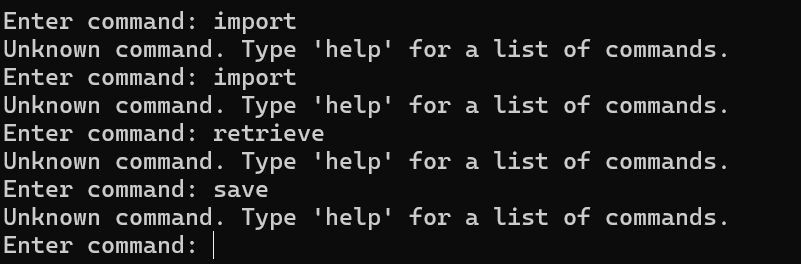 Enter command: import
Unknown command. Type 'help' for a list of commands.
Enter command: import
Unknown command. Type 'help' for a list of commands.
Enter command: retrieve
Unknown command. Type 'help' for a list of commands.
Enter command: save
Unknown command. Type 'help' for a list of commands.
Enter command: